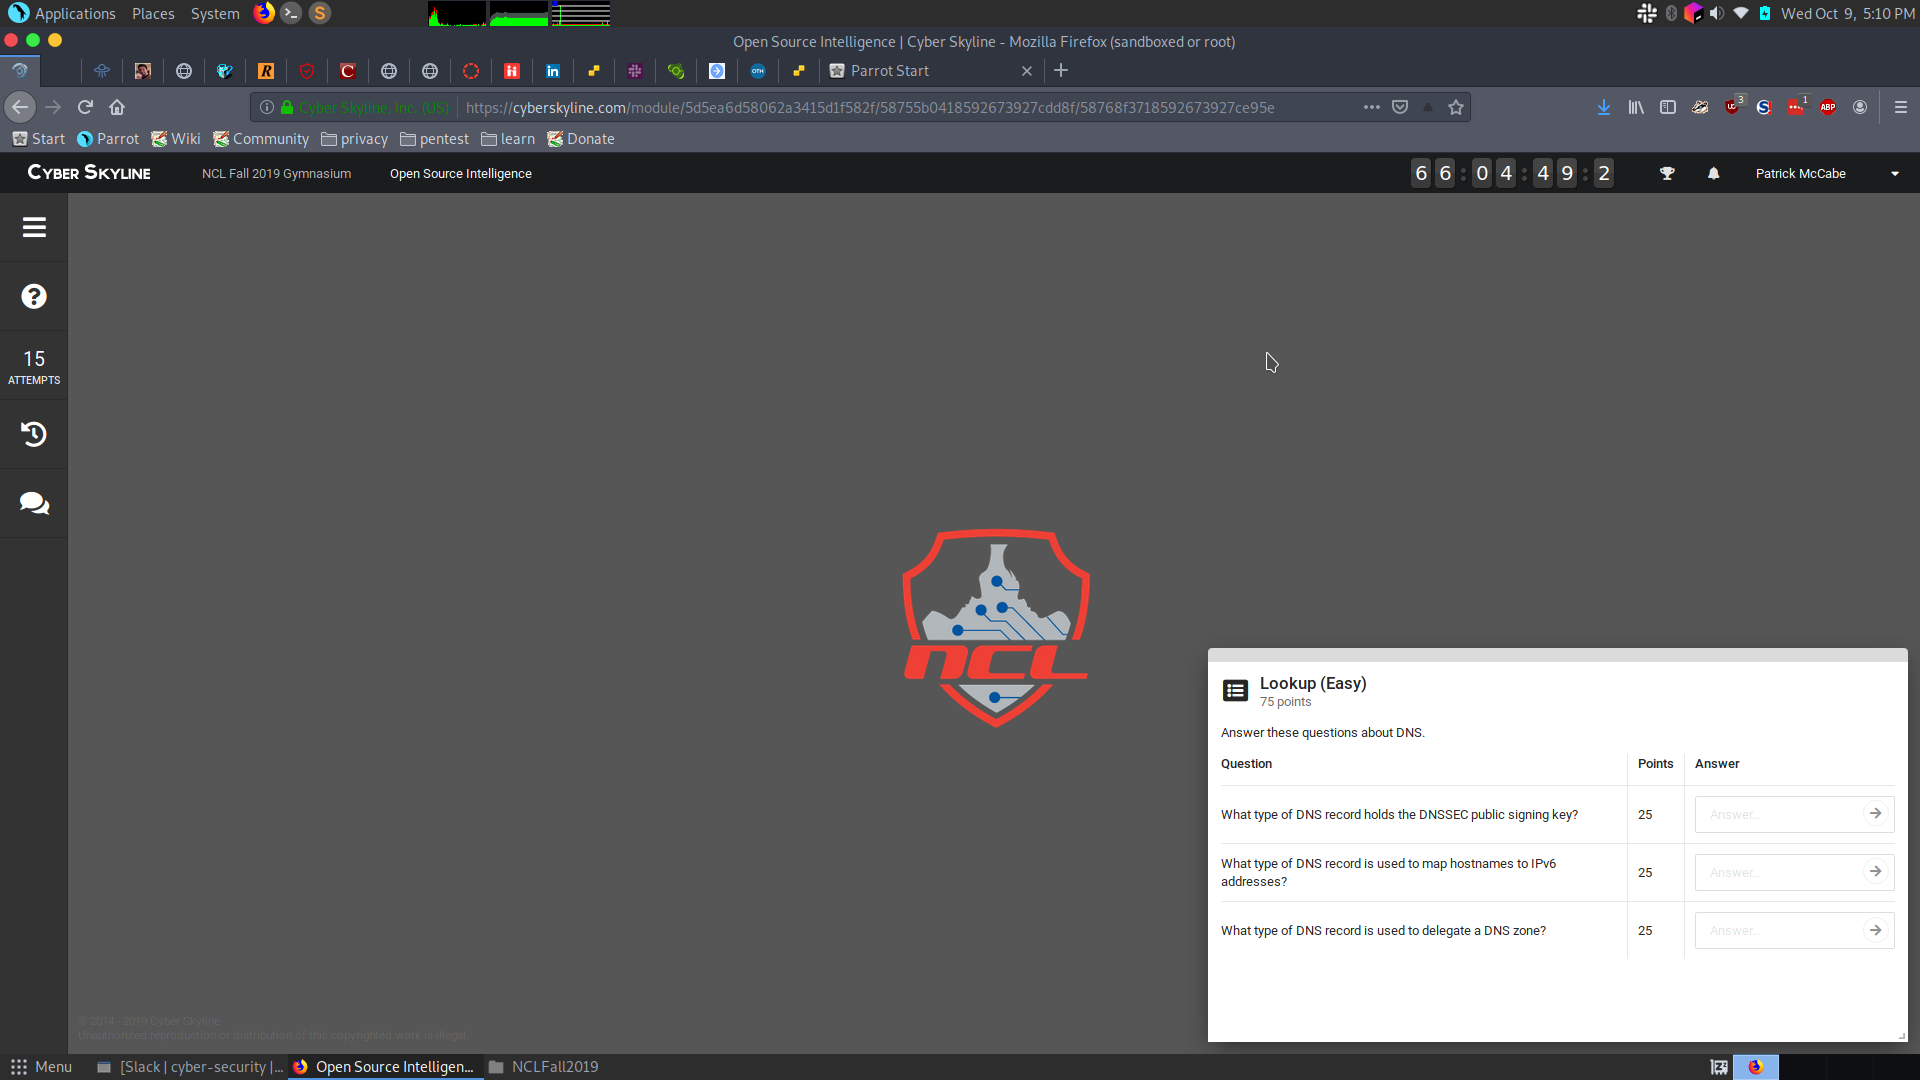 Applications Places System Wed Oct 9, 5:10 PM
Open Source Intelligence | Cyber Skyline - Mozilla Firefox (sandboxed or root)
Parrot Start
Cyber Skyline, Inc. (US) https://cyberskyline.com/module/5d5ea6d58062a3415d1f582f/58755b0418592673927cdd8f/58768f3718592673927ce95e 3 1 ABP
Start Parrot Wiki Community privacy pentest learn Donate
CYBER SKYLINE NCL Fall 2019 Gymnasium Open Source Intelligence 66:04:49:2 Patrick McCabe
15
ATTEMPTS
NCL
Lookup (Easy)
75 points
Answer these questions about DNS.
Question Points Answer
What type of DNS record holds the DNSSEC public signing key? 25 Answer...
What type of DNS record is used to map hostnames to IPv6
addresses? 25 Answer...
What type of DNS record is used to delegate a DNS zone? 25 Answer...
© 2014 - 2019 Cyber Skyline
Unauthorized reproduction or distribution of this copyrighted work is illegal.
Menu [Slack | cyber-security |... Open Source Intelligen... NCLFall2019